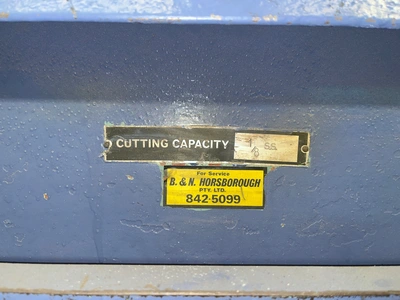 CUTTING CAPACITY
For Service
B. & N. HORSBOROUGH
PTY. LTD.
842-5099